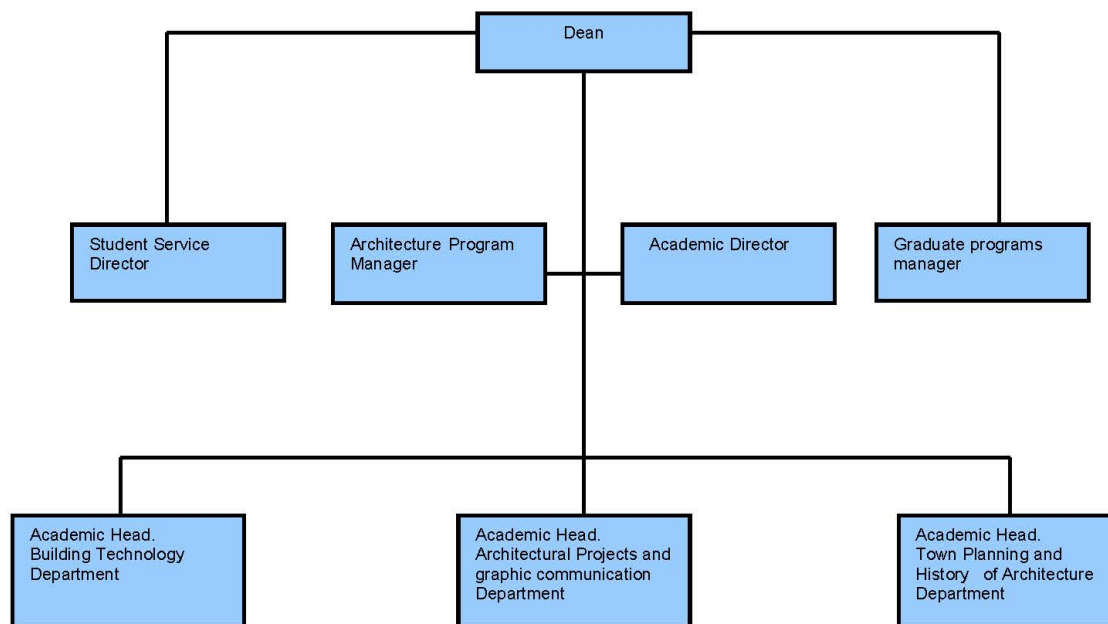 Dean
Student Service
Director
Architecture Program
Manager
Academic Director
Graduate programs
manager
Academic Head.
Building Technology
Department
Academic Head.
Architectural Projects and
graphic communication
Department
Academic Head.
Town Planning and
History of Architecture
Department